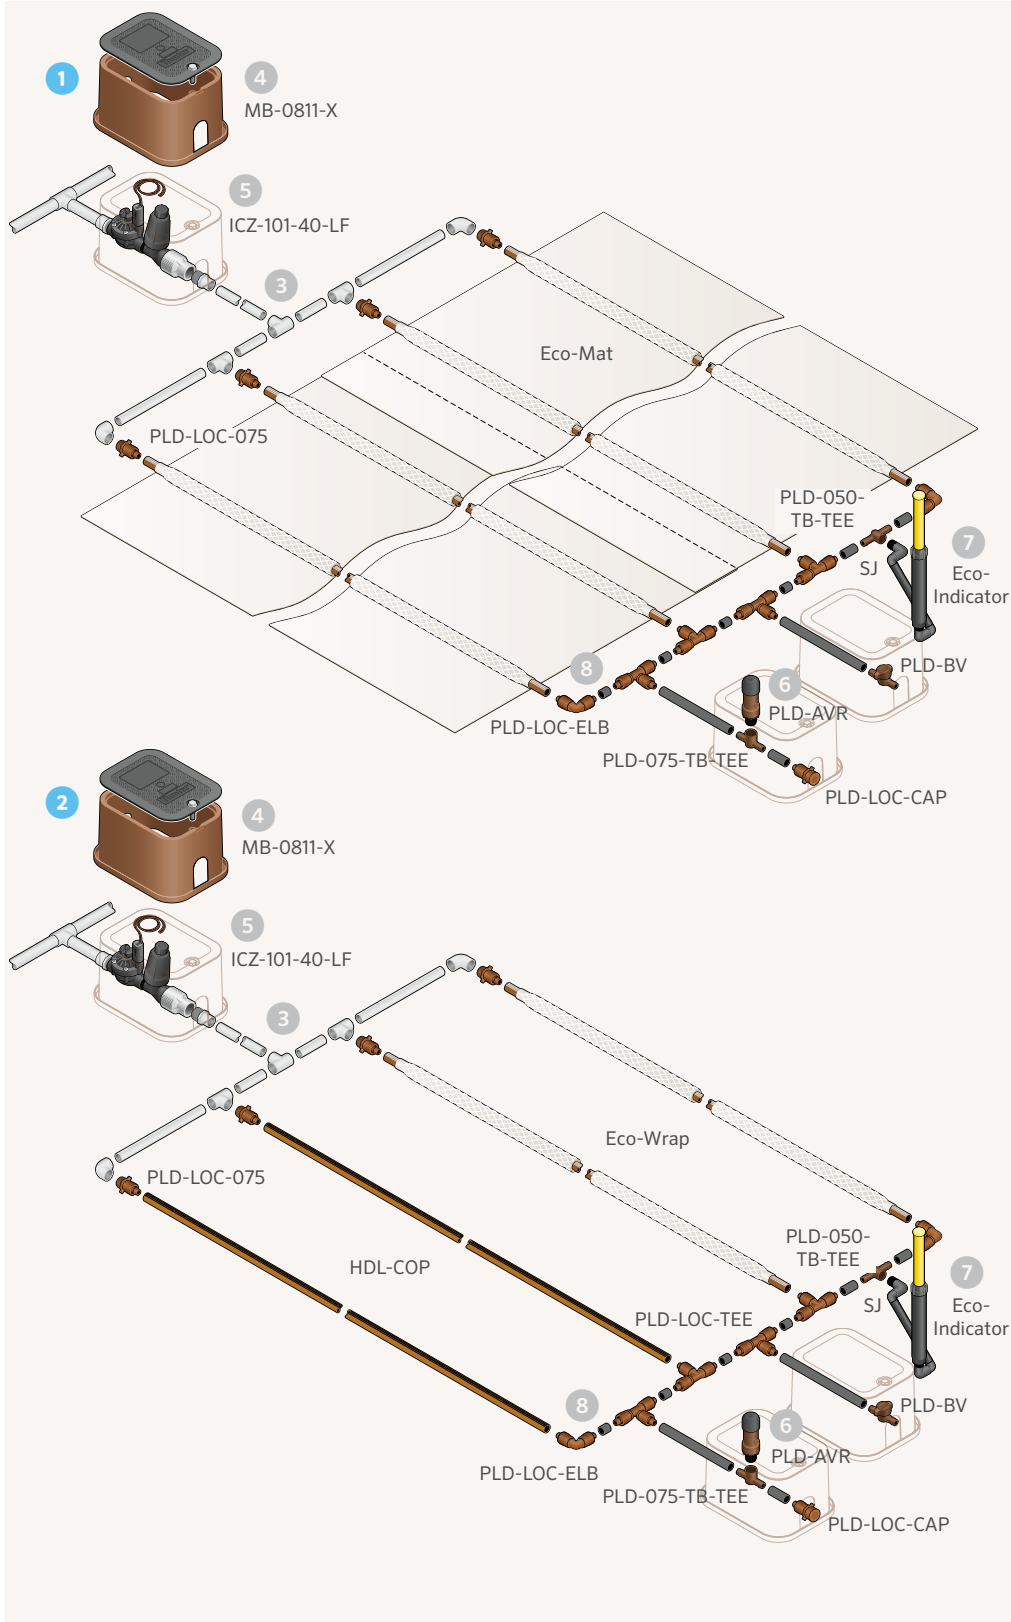 1
4
MB-0811-X
5
ICZ-101-40-LF
3
Eco-Mat
PLD-LOC-075
PLD-050-
TB-TEE
7
SJ
Eco-
Indicator
8
PLD-BV
6
PLD-AVR
PLD-LOC-ELB
PLD-075-TB-TEE
PLD-LOC-CAP
2
4
MB-0811-X
5
ICZ-101-40-LF
3
Eco-Wrap
PLD-LOC-075
PLD-050-
TB-TEE
HDL-COP
7
SJ
Eco-
Indicator
PLD-LOC-TEE
8
PLD-BV
6
PLD-AVR
PLD-LOC-ELB
PLD-075-TB-TEE
PLD-LOC-CAP